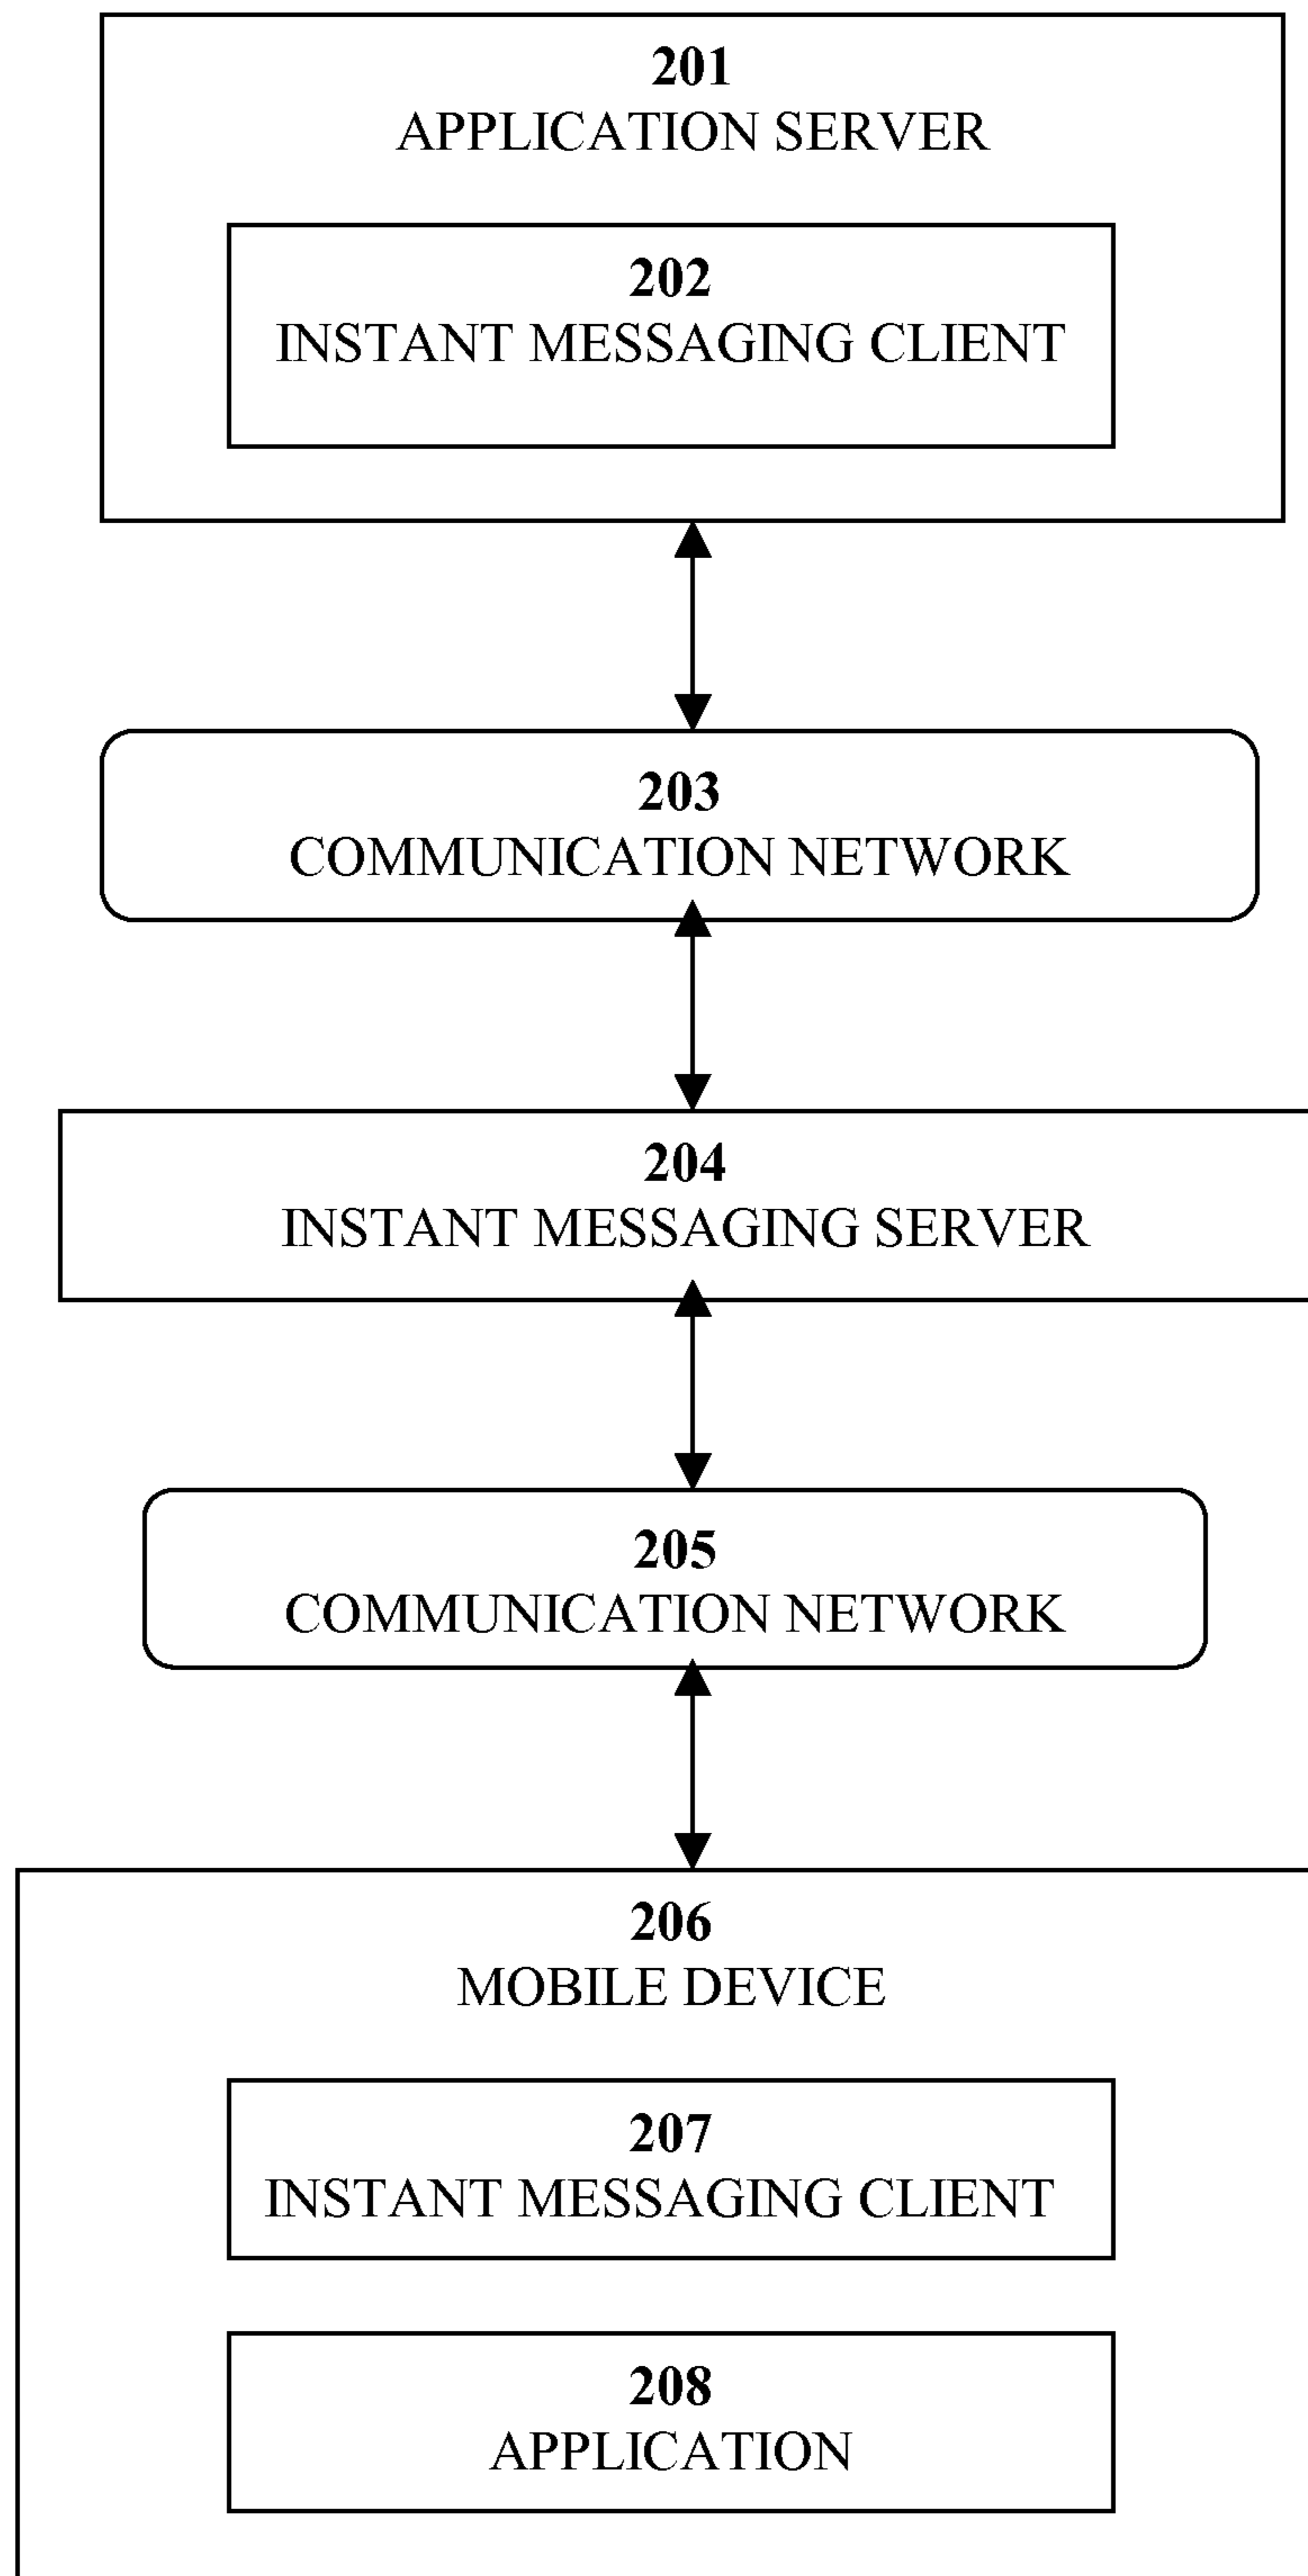 201
APPLICATION SERVER
202
INSTANT MESSAGING CLIENT
203
COMMUNICATION NETWORK
204
INSTANT MESSAGING SERVER
205
COMMUNICATION NETWORK
206
MOBILE DEVICE
207
INSTANT MESSAGING CLIENT
208
APPLICATION